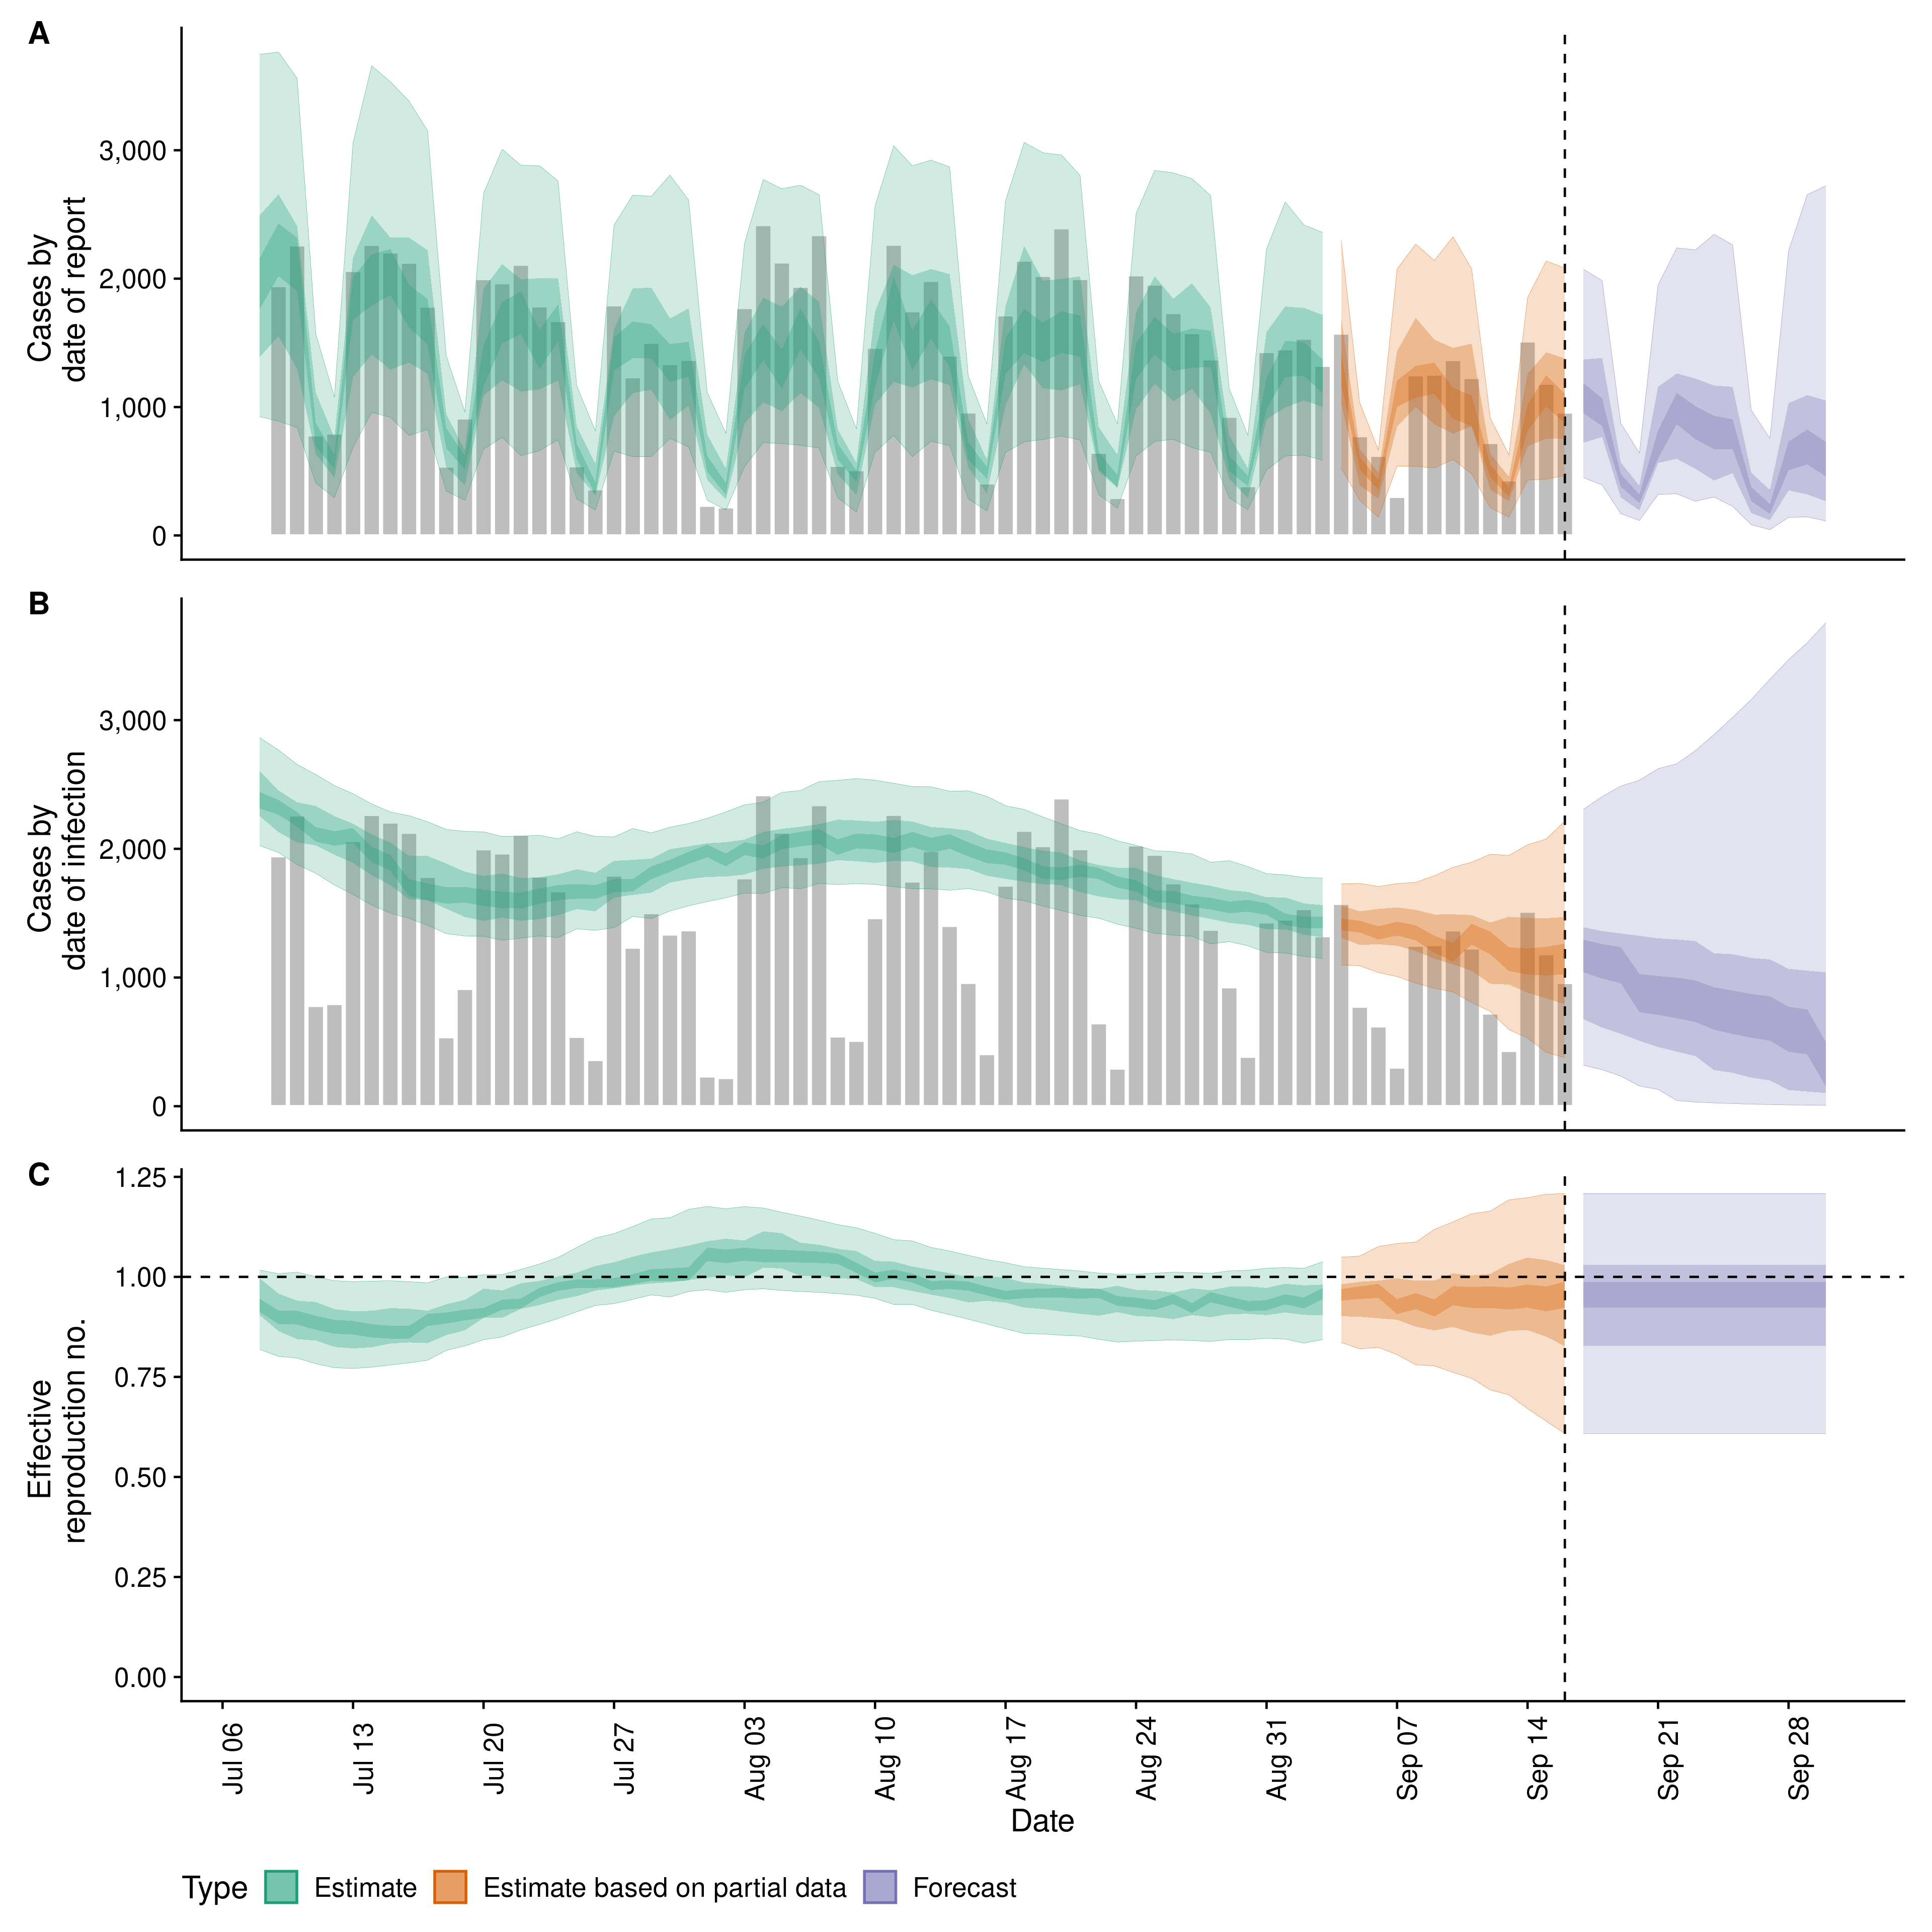 A
3,000
2,000
1,000
0
Cases by
date of report
B
3,000
2,000
1,000
0
Cases by
date of infection
C
1.25
1.00
0.75
0.50
0.25
0.00
Effective
reproduction no.
Jul 06
Jul 13
Jul 20
Jul 27
Aug 03
Aug 10
Aug 17
Aug 24
Aug 31
Sep 07
Sep 14
Sep 21
Sep 28
Date
Type Estimate Estimate based on partial data Forecast